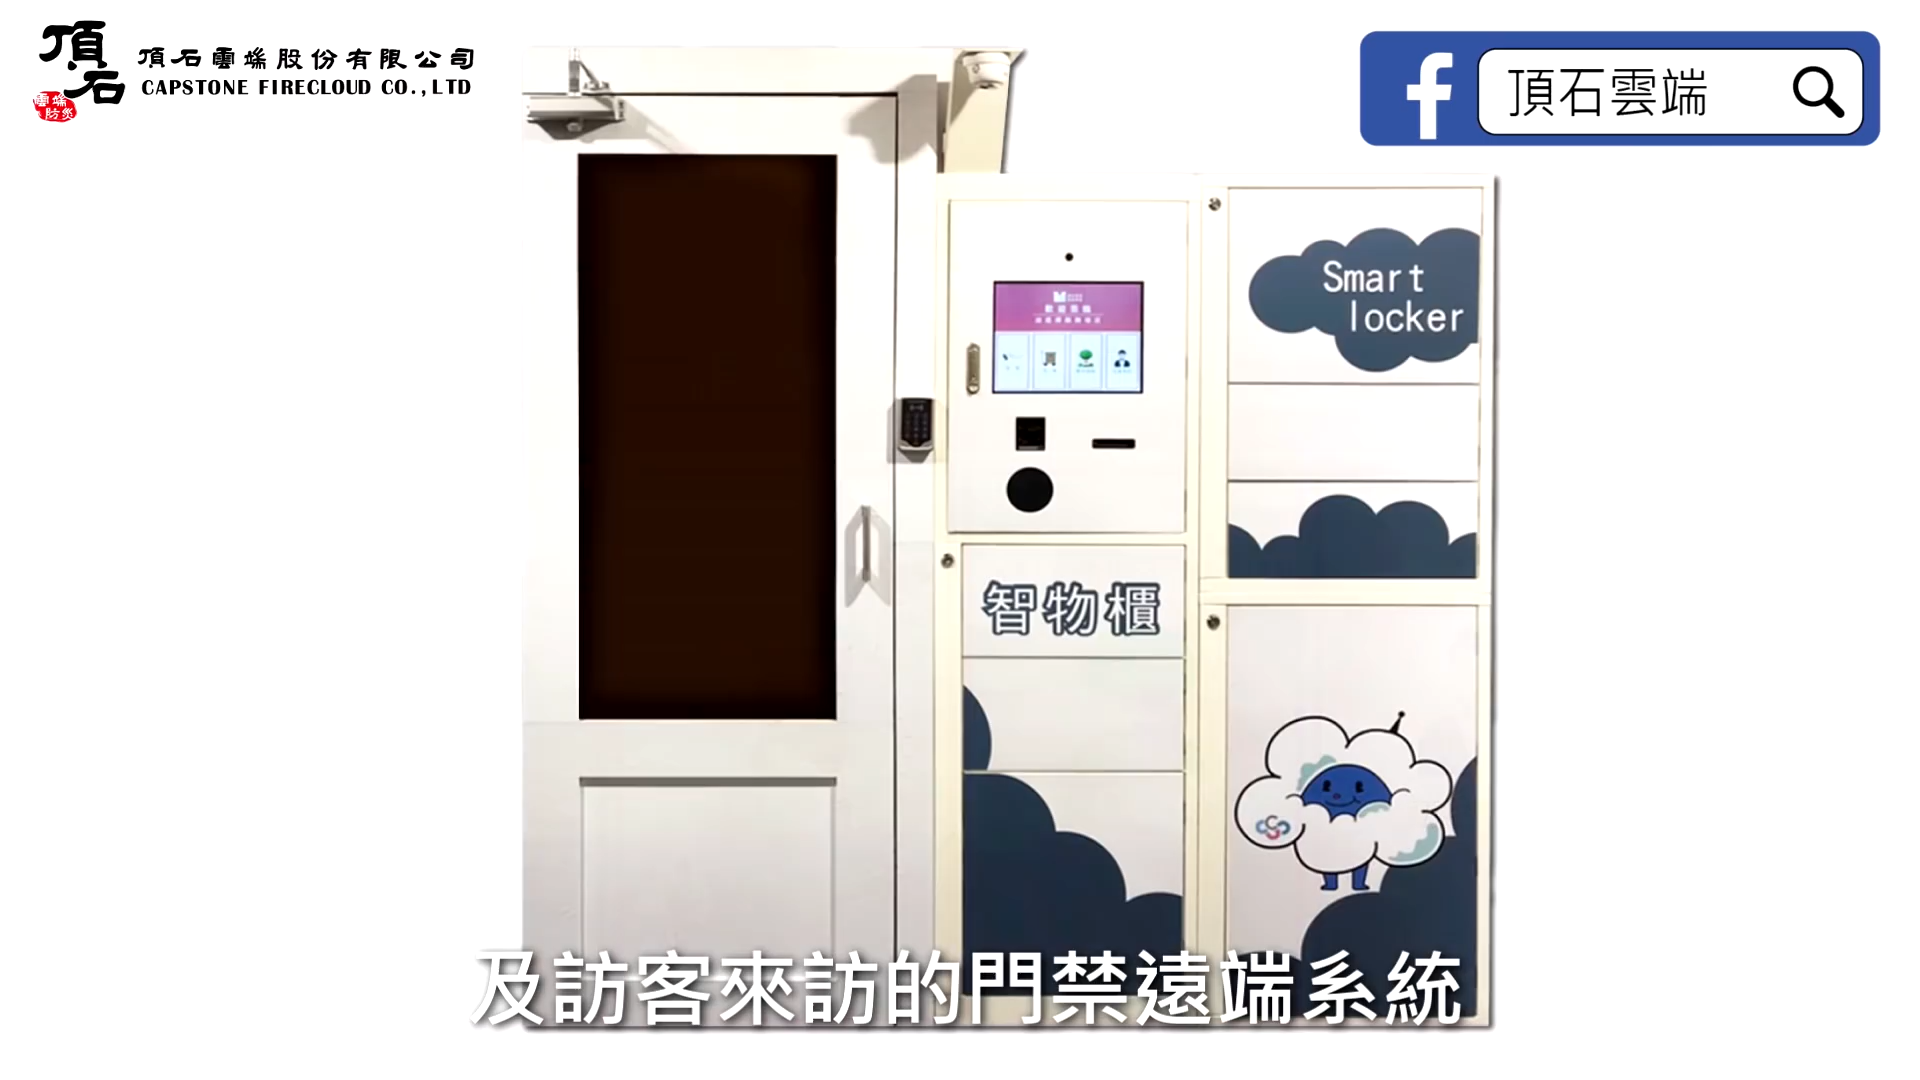 頂石
雲端
防災
頂石雲端股份有限公司
CAPSTONE FIRECLOUD CO.,LTD
頂石雲端
Smart
locker
智物櫃
及訪客來訪的門禁遠端系統